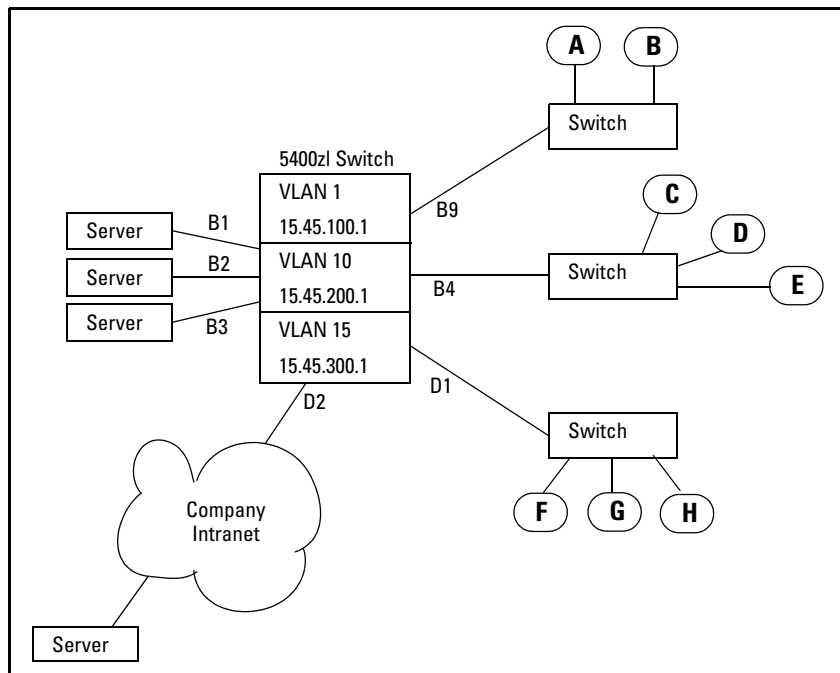 A
B
Switch
5400zl Switch
VLAN 1
15.45.100.1
B9
C
B1
Server
D
VLAN 10
Switch
B2
Server
15.45.200.1
B4
E
Server
B3
VLAN 15
15.45.300.1
D1
D2
Switch
Company
Intranet
F
G
H
Server